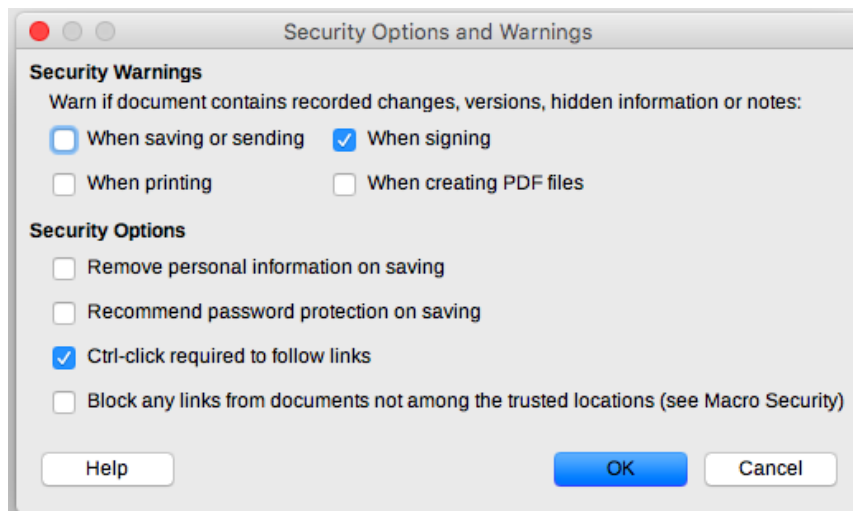 Security Options and Warnings
Security Warnings
Warn if document contains recorded changes, versions, hidden information or notes:
When saving or sending When signing
When printing When creating PDF files
Security Options
Remove personal information on saving
Recommend password protection on saving
Ctrl-click required to follow links
Block any links from documents not among the trusted locations (see Macro Security)
Help OK Cancel